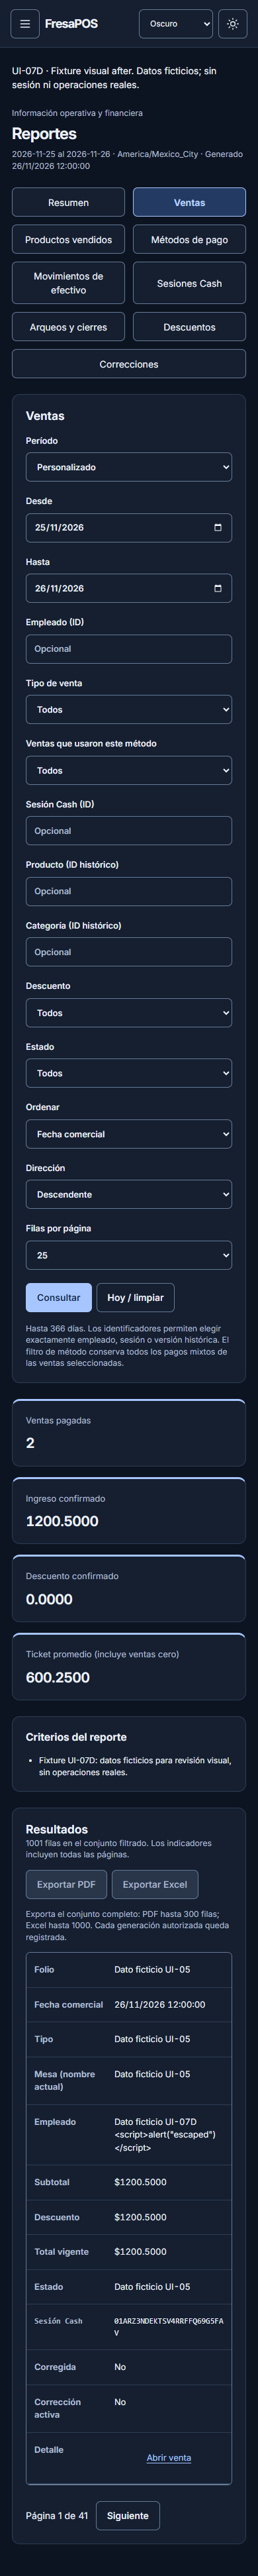 FresaPOS
Oscuro
UI-07D · Fixture visual after. Datos ficticios; sin
sesión ni operaciones reales.
Información operativa y financiera
Reportes
2026-11-25 al 2026-11-26 · America/Mexico_City · Generado
26/11/2026 12:00:00
Resumen
Ventas
Productos vendidos
Métodos de pago
Movimientos de
efectivo
Sesiones Cash
Arqueos y cierres
Descuentos
Correcciones
Ventas
Período
Personalizado
Desde
25/11/2026
Hasta
26/11/2026
Empleado (ID)
Opcional
Tipo de venta
Todos
Ventas que usaron este método
Todos
Sesión Cash (ID)
Opcional
Producto (ID histórico)
Opcional
Categoría (ID histórico)
Opcional
Descuento
Todos
Estado
Todos
Ordenar
Fecha comercial
Dirección
Descendente
Filas por página
25
Consultar
Hoy / limpiar
Hasta 366 días. Los identificadores permiten elegir
exactamente empleado, sesión o versión histórica. El
filtro de método conserva todos los pagos mixtos de
las ventas seleccionadas.
Ventas pagadas
2
Ingreso confirmado
1200.5000
Descuento confirmado
0.0000
Ticket promedio (incluye ventas cero)
600.2500
Criterios del reporte
• Fixture UI-07D: datos ficticios para revisión visual,
sin operaciones reales.
Resultados
1001 filas en el conjunto filtrado. Los indicadores
incluyen todas las páginas.
Exportar PDF
Exportar Excel
Exporta el conjunto completo: PDF hasta 300 filas;
Excel hasta 1000. Cada generación autorizada queda
registrada.
Folio
Dato ficticio UI-05
Fecha comercial
26/11/2026 12:00:00
Tipo
Dato ficticio UI-05
Mesa (nombre
actual)
Dato ficticio UI-05
Empleado
Dato ficticio UI-07D
<script>alert("escaped")
</script>
Subtotal
$1200.5000
Descuento
$1200.5000
Total vigente
$1200.5000
Estado
Dato ficticio UI-05
Sesión Cash
01ARZ3NDEKTSV4RRFFQ69G5FA
V
Corregida
No
Corrección
activa
No
Detalle
Abrir venta
Página 1 de 41
Siguiente